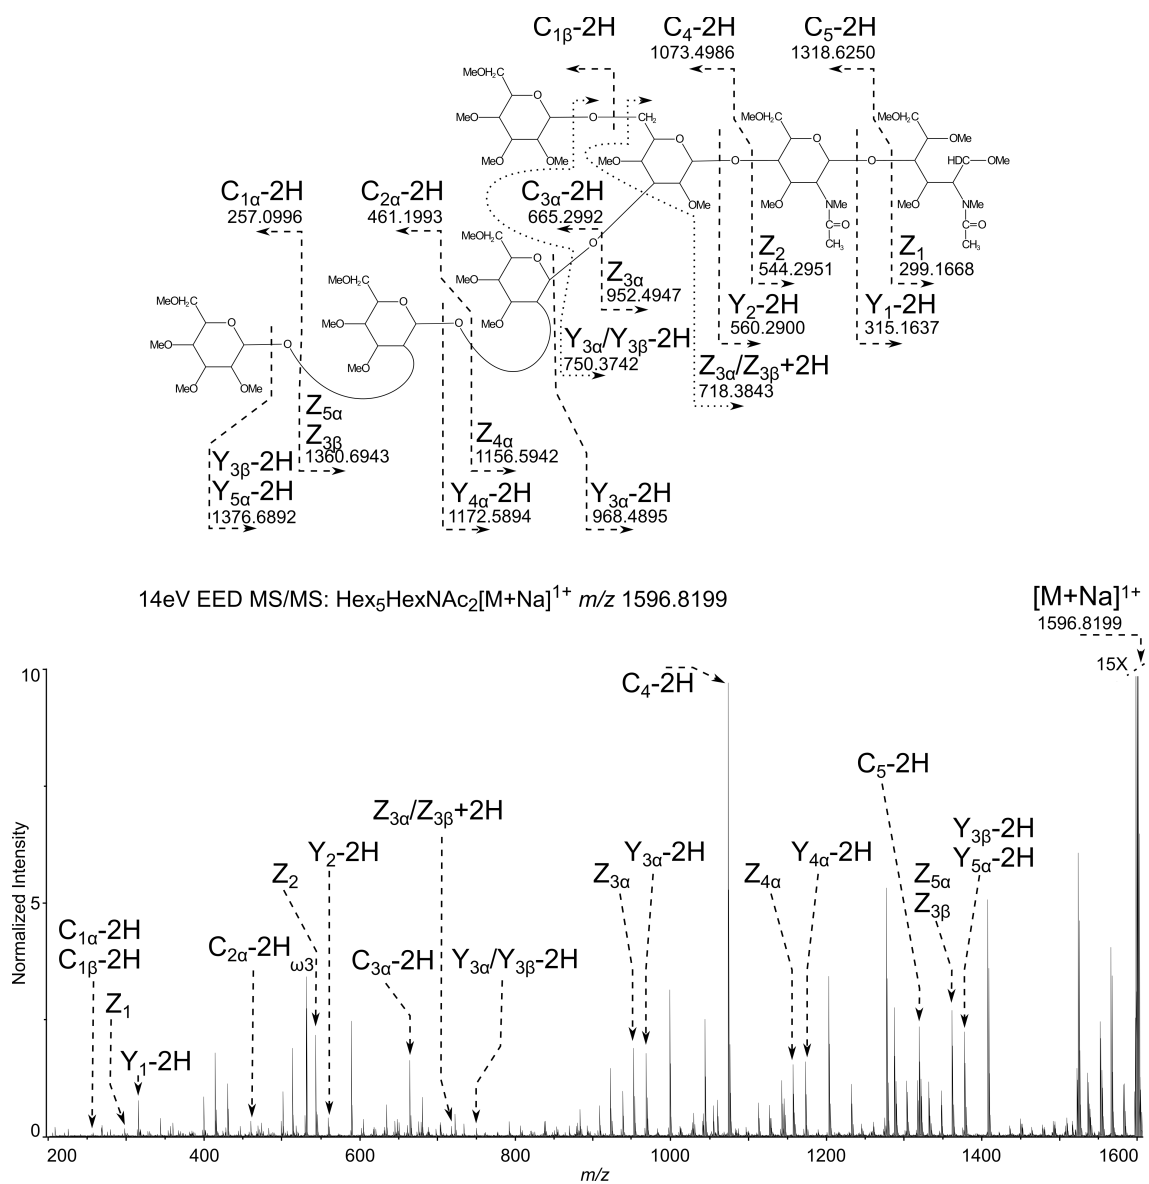 C1β-2H
C4-2H
1073.4986
C5-2H
1318.6250
MeOH2C
O
MeO
MeO
OMe
O
CH2
MeO
O
OMe
O
MeOH2C
O
MeO
NMe
C=O
CH3
O
MeOH2C
OMe
HDC
OMe
MeO
NMe
C=O
CH3
C1α-2H
257.0996
C2α-2H
461.1993
C3α-2H
665.2992
MeOH2C
O
MeO
MeO
O
Z3α
952.4947
Z2
544.2951
Z1
299.1668
Y2-2H
560.2900
Y1-2H
315.1637
MeOH2C
O
MeO
MeO
O
MeOH2C
O
MeO
MeO
OMe
O
Y3α/Y3β-2H
750.3742
Z3α/Z3β+2H
718.3843
Z5α
Z3β
1360.6943
Z4α
1156.5942
Y3β-2H
Y5α-2H
1376.6892
Y4α-2H
1172.5894
Y3α-2H
968.4895
14eV EED MS/MS: Hex5HexNAc2[M+Na]1+ m/z 1596.8199
[M+Na]1+
1596.8199
15X
10
C4-2H
C5-2H
Z3α/Z3β+2H
Y3β-2H
Y5α-2H
Y2-2H
Z2
Z3α
Y3α-2H
Z4α
Y4α-2H
Z5α
Z3β
5
C1α-2H
C1β-2H
C2α-2H
ω3
C3α-2H
Y3α/Y3β-2H
Z1
Y1-2H
0
Normalized Intensity
200
400
600
800
1000
1200
1400
1600
m/z